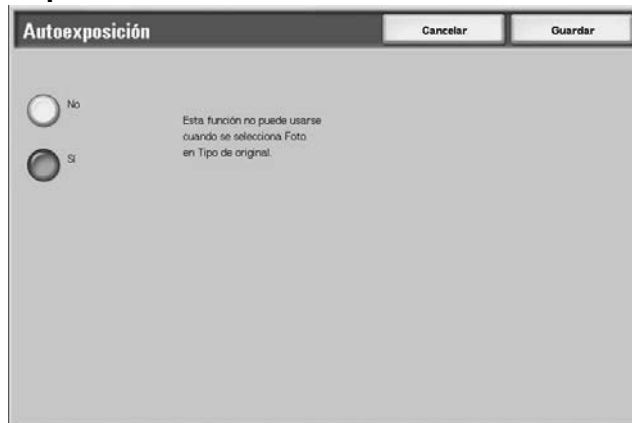 Autoexposición
Cancelar
Guardar
No
Sí
Esta función no puede usarse
cuando se selecciona Foto
en Tipo de original.